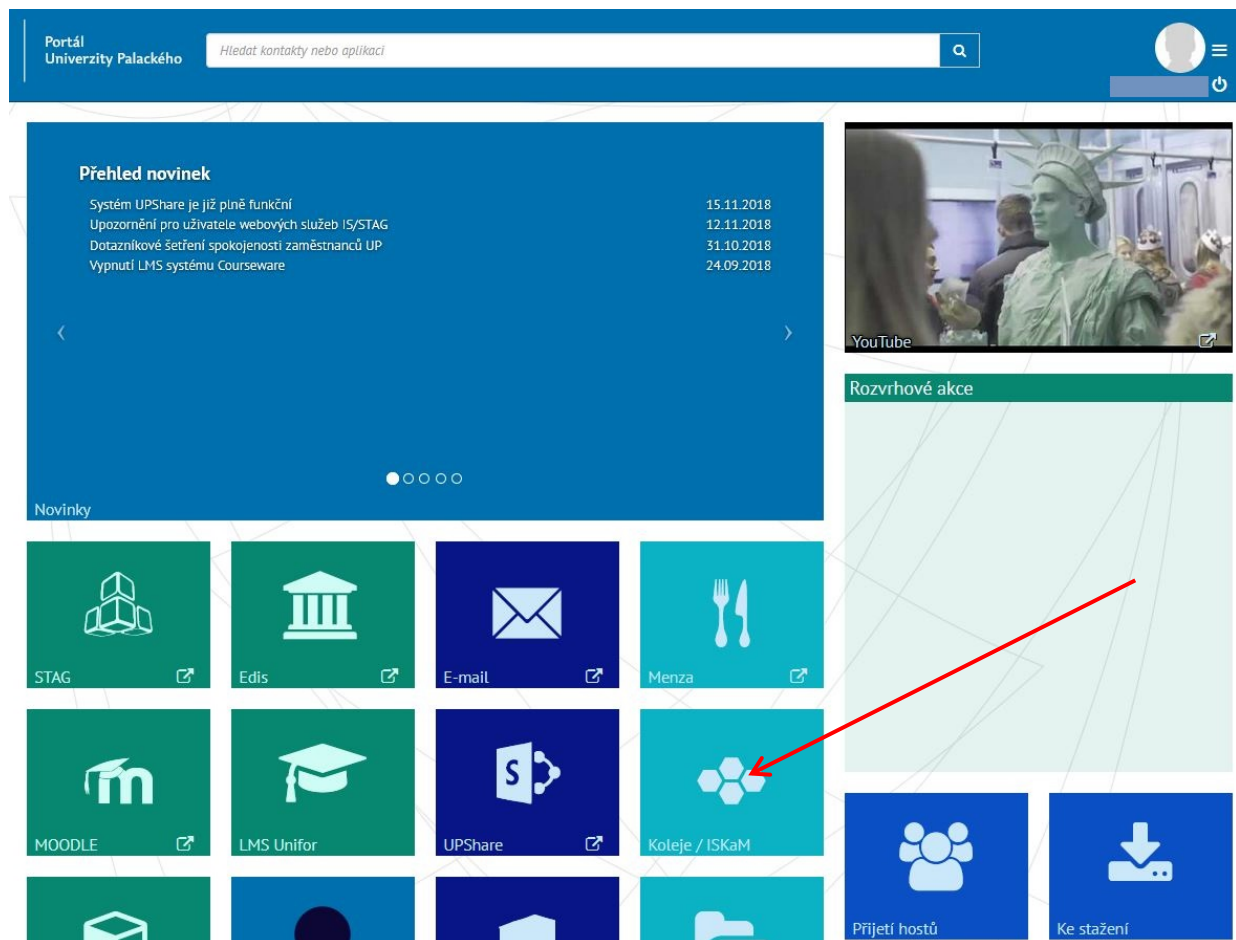 Portál
Univerzity Palackého
Hledat kontakty nebo aplikaci
Přehled novinek
Systém UPShare je již plně funkční 15.11.2018
Upozornění pro uživatele webových služeb IS/STAG 12.11.2018
Dotazníkové šetření spokojenosti zaměstnanců UP 31.10.2018
Vypnutí LMS systému Courseware 24.09.2018
Novinky
YouTube
Rozvrhové akce
STAG
Edis
E-mail
Menza
MOODLE
LMS Unifor
S
UPShare
Koleje / ISKaM
Přijetí hostů
Ke stažení